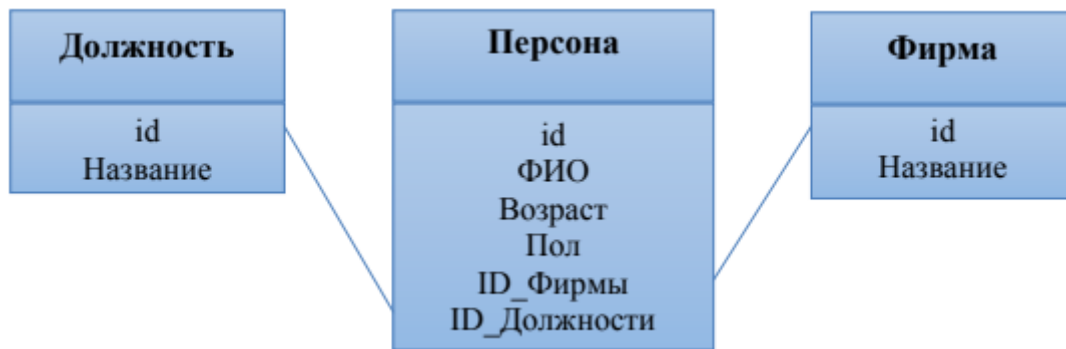 Должность
id
Название
Персона
id
ФИО
Возраст
Пол
ID_Фирмы
ID_Должности
Фирма
id
Название